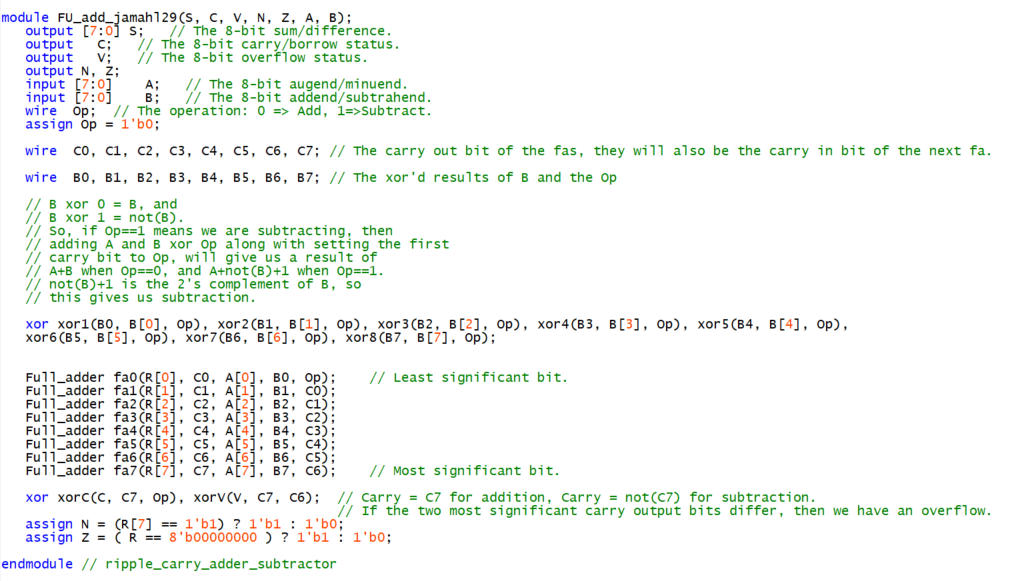 module FU_add_jamahl29(S, C, V, N, Z, A, B);
output [7:0] S; // The 8-bit sum/difference.
output C; // The 8-bit carry/borrow status.
output V; // The 8-bit overflow status.
output N, Z;
input [7:0] A; // The 8-bit augend/minuend.
input [7:0] B; // The 8-bit addend/subtrahend.
wire Op; // The operation: 0 => Add, 1=>Subtract.
assign Op = 1'b0;
wire C0, C1, C2, C3, C4, C5, C6, C7; // The carry out bit of the fas, they will also be the carry in bit of the next fa.
wire B0, B1, B2, B3, B4, B5, B6, B7; // The xor'd results of B and the Op
// B xor 0 = B, and
// B xor 1 = not(B).
// So, if Op==1 means we are subtracting, then
// adding A and B xor Op along with setting the first
// carry bit to Op, will give us a result of
// A+B when Op==0, and A+not(B)+1 when Op==1.
// not(B)+1 is the 2's complement of B, so
// this gives us subtraction.
xor xor1(B0, B[0], Op), xor2(B1, B[1], Op), xor3(B2, B[2], Op), xor4(B3, B[3], Op), xor5(B4, B[4], Op),
xor6(B5, B[5], Op), xor7(B6, B[6], Op), xor8(B7, B[7], Op);
Full_adder fa0(R[0], C0, A[0], B0, Op); // Least significant bit.
Full_adder fa1(R[1], C1, A[1], B1, C0);
Full_adder fa2(R[2], C2, A[2], B2, C1);
Full_adder fa3(R[3], C3, A[3], B3, C2);
Full_adder fa4(R[4], C4, A[4], B4, C3);
Full_adder fa5(R[5], C5, A[5], B5, C4);
Full_adder fa6(R[6], C6, A[6], B6, C5);
Full_adder fa7(R[7], C7, A[7], B7, C6); // Most significant bit.
xor xorC(C, C7, Op), xorV(V, C7, C6); // Carry = C7 for addition, Carry = not(C7) for subtraction.
// If the two most significant carry output bits differ, then we have an overflow.
assign N = (R[7] == 1'b1) ? 1'b1 : 1'b0;
assign Z = ( R == 8'b00000000 ) ? 1'b1 : 1'b0;
endmodule // ripple_carry_adder_subtractor